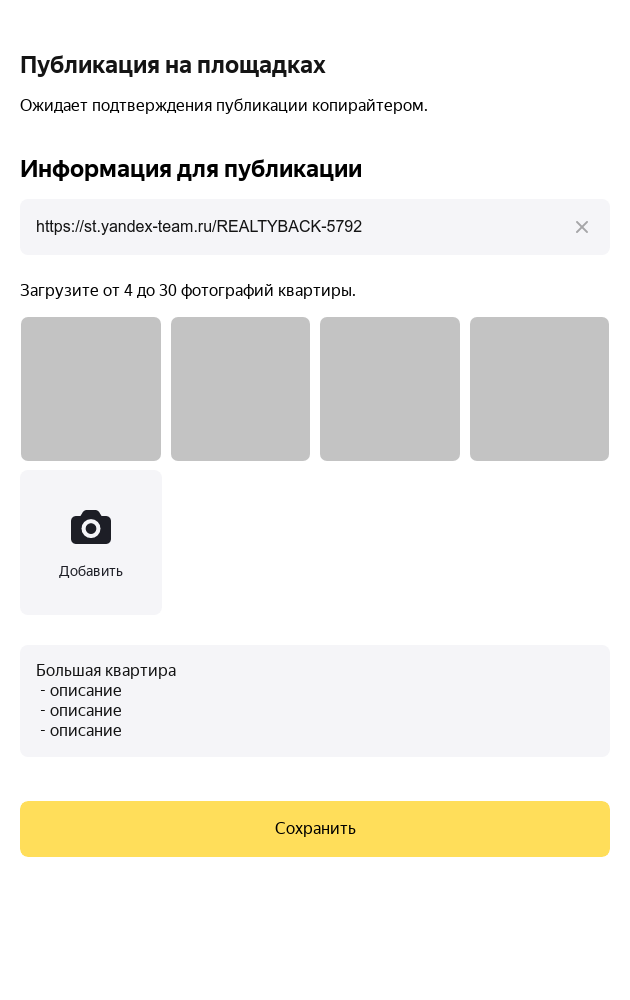 Публикация на площадках
Ожидает подтверждения публикации копирайтером.
Информация для публикации
https://st.yandex-team.ru/REALTYBACK-5792
Загрузите от 4 до 30 фотографий квартиры.
Добавить
Большая квартира
- описание
- описание
- описание
Сохранить